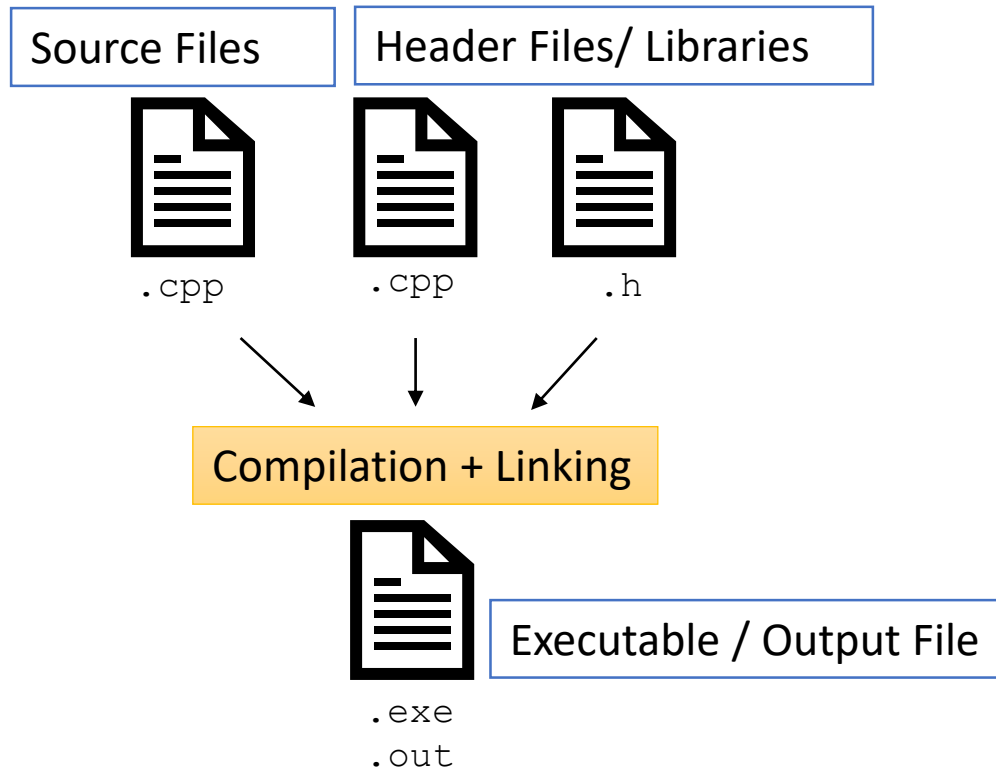 Source Files
Header Files/ Libraries
.cpp
.cpp
.h
Compilation + Linking
Executable / Output File
.exe
.out